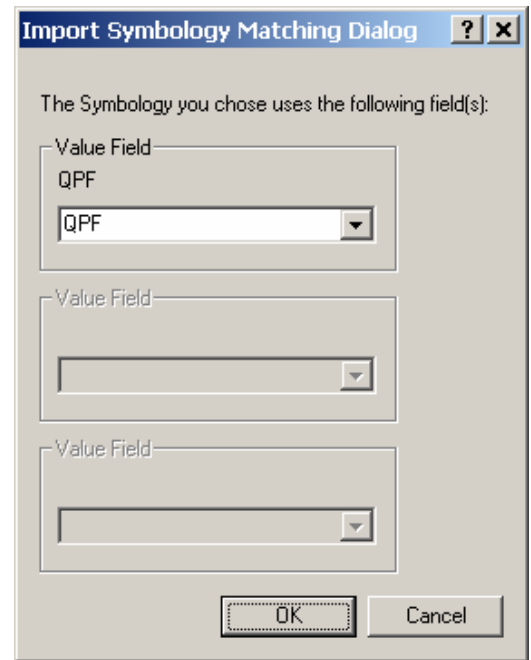 Import Symbology Matching Dialog
The Symbology you chose uses the following field(s):
Value Field
QPF
QPF
Value Field
Value Field
OK Cancel